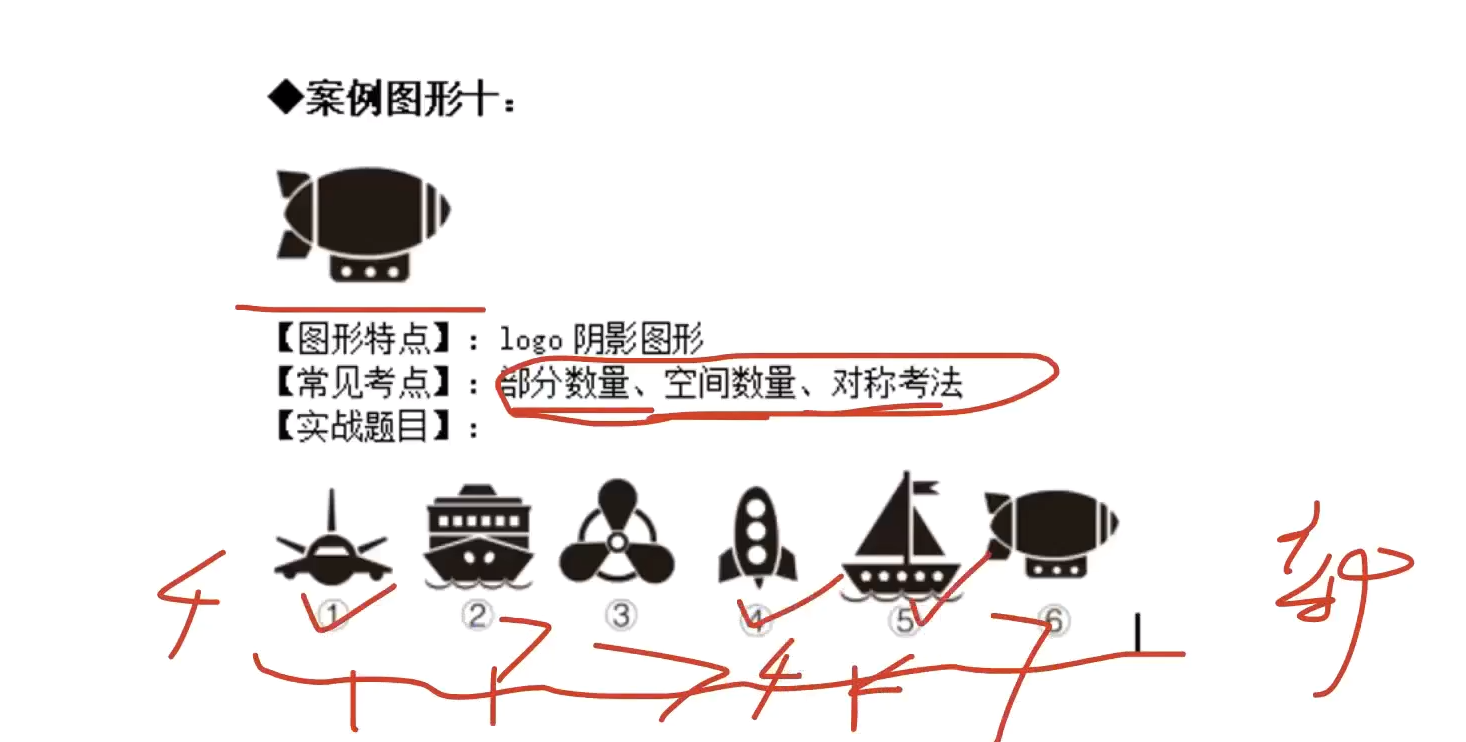 ◆案例图形十：
【图形特点】：logo 阴影图形
【常见考点】：部分数量、空间数量、对称考法
【实战题目】：
① ② ③ ④ ⑤ ⑥
4 7 7 4 4 7